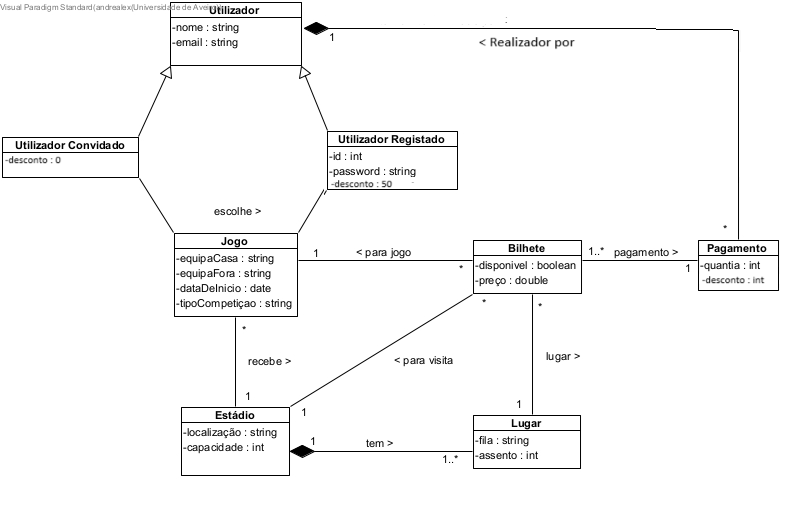 Visual Paradigm Standard(andrealex(Universidade de Aveiro))
Utilizador
-nome : string
-email : string
1
< Realizador por
Utilizador Convidado
-desconto : 0
Utilizador Registado
-id : int
-password : string
-desconto : 50
escolhe >
Jogo
-equipaCasa : string
-equipaFora : string
-dataDeInicio : date
-tipoCompetiçao : string
1
< para jogo
*
Bilhete
-disponivel : boolean
-preço : double
1..*
pagamento >
1
*
Pagamento
-quantia : int
-desconto : int
*
recebe >
1
*
< para visita
1
*
lugar >
1
Estádio
-localização : string
-capacidade : int
1
tem >
1..*
Lugar
-fila : string
-assento : int